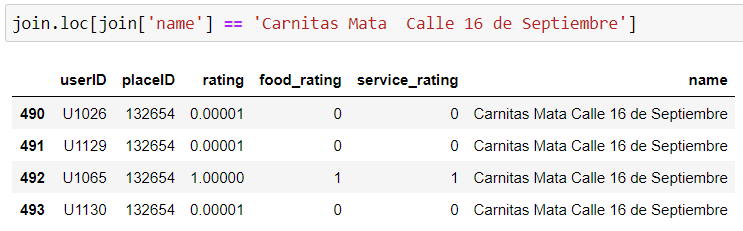 join.loc[join['name'] == 'Carnitas Mata  Calle 16 de Septiembre']
userID placeID rating food_rating service_rating name
490 U1026 132654 0.00001 0 0 Carnitas Mata Calle 16 de Septiembre
491 U1129 132654 0.00001 0 0 Carnitas Mata Calle 16 de Septiembre
492 U1065 132654 1.00000 1 1 Carnitas Mata Calle 16 de Septiembre
493 U1130 132654 0.00001 0 0 Carnitas Mata Calle 16 de Septiembre